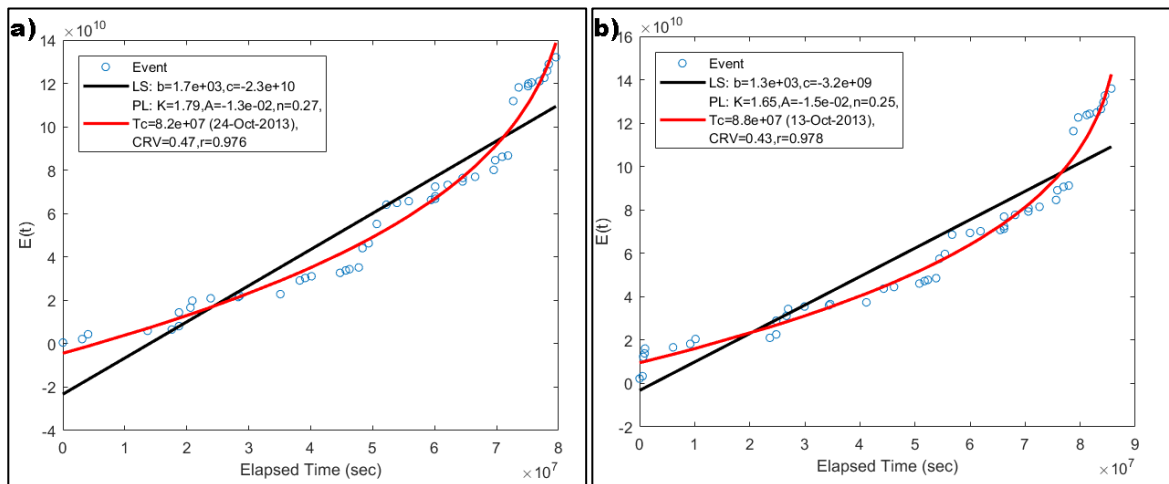 a)
×10^10
14
12
10
8
6
4
2
0
-2
-4
E(t)
Event
LS: b=1.7e+03,c=-2.3e+10
PL: K=1.79,A=-1.3e-02,n=0.27,
Tc=8.2e+07 (24-Oct-2013),
CRV=0.47,r=0.976
0 1 2 3 4 5 6 7 8
Elapsed Time (sec)
×10^7
b)
×10^10
16
14
12
10
8
6
4
2
0
-2
E(t)
Event
LS: b=1.3e+03,c=-3.2e+09
PL: K=1.65,A=-1.5e-02,n=0.25,
Tc=8.8e+07 (13-Oct-2013),
CRV=0.43,r=0.978
0 1 2 3 4 5 6 7 8 9
Elapsed Time (sec)
×10^7